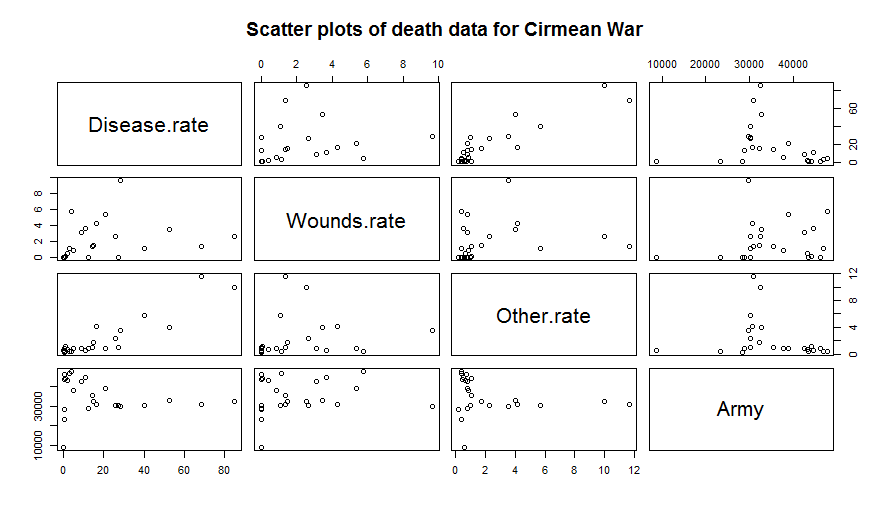 Scatter plots of death data for Cirmean War
0 2 4 6 8 10
10000 20000 30000 40000
Disease.rate
0 20 60
0 2 4 6 8
Wounds.rate
Other.rate
0 4 8 12
10000 30000
Army
0 20 40 60 80
0 2 4 6 8 10 12